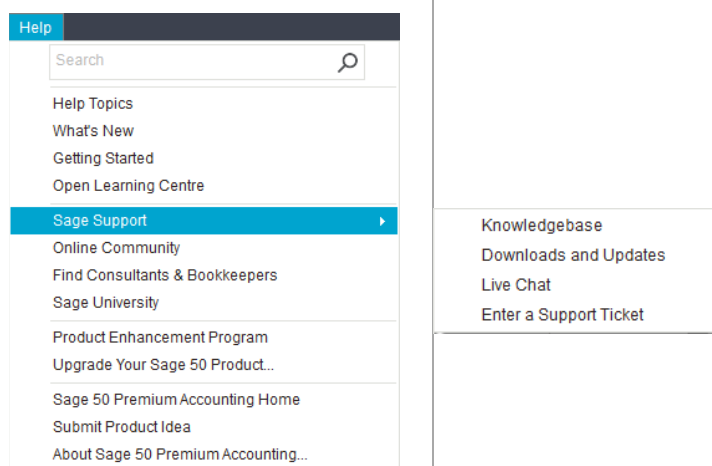 Help
Search
Help Topics
What's New
Getting Started
Open Learning Centre
Sage Support
Online Community
Find Consultants & Bookkeepers
Sage University
Product Enhancement Program
Upgrade Your Sage 50 Product...
Sage 50 Premium Accounting Home
Submit Product Idea
About Sage 50 Premium Accounting...
Knowledgebase
Downloads and Updates
Live Chat
Enter a Support Ticket